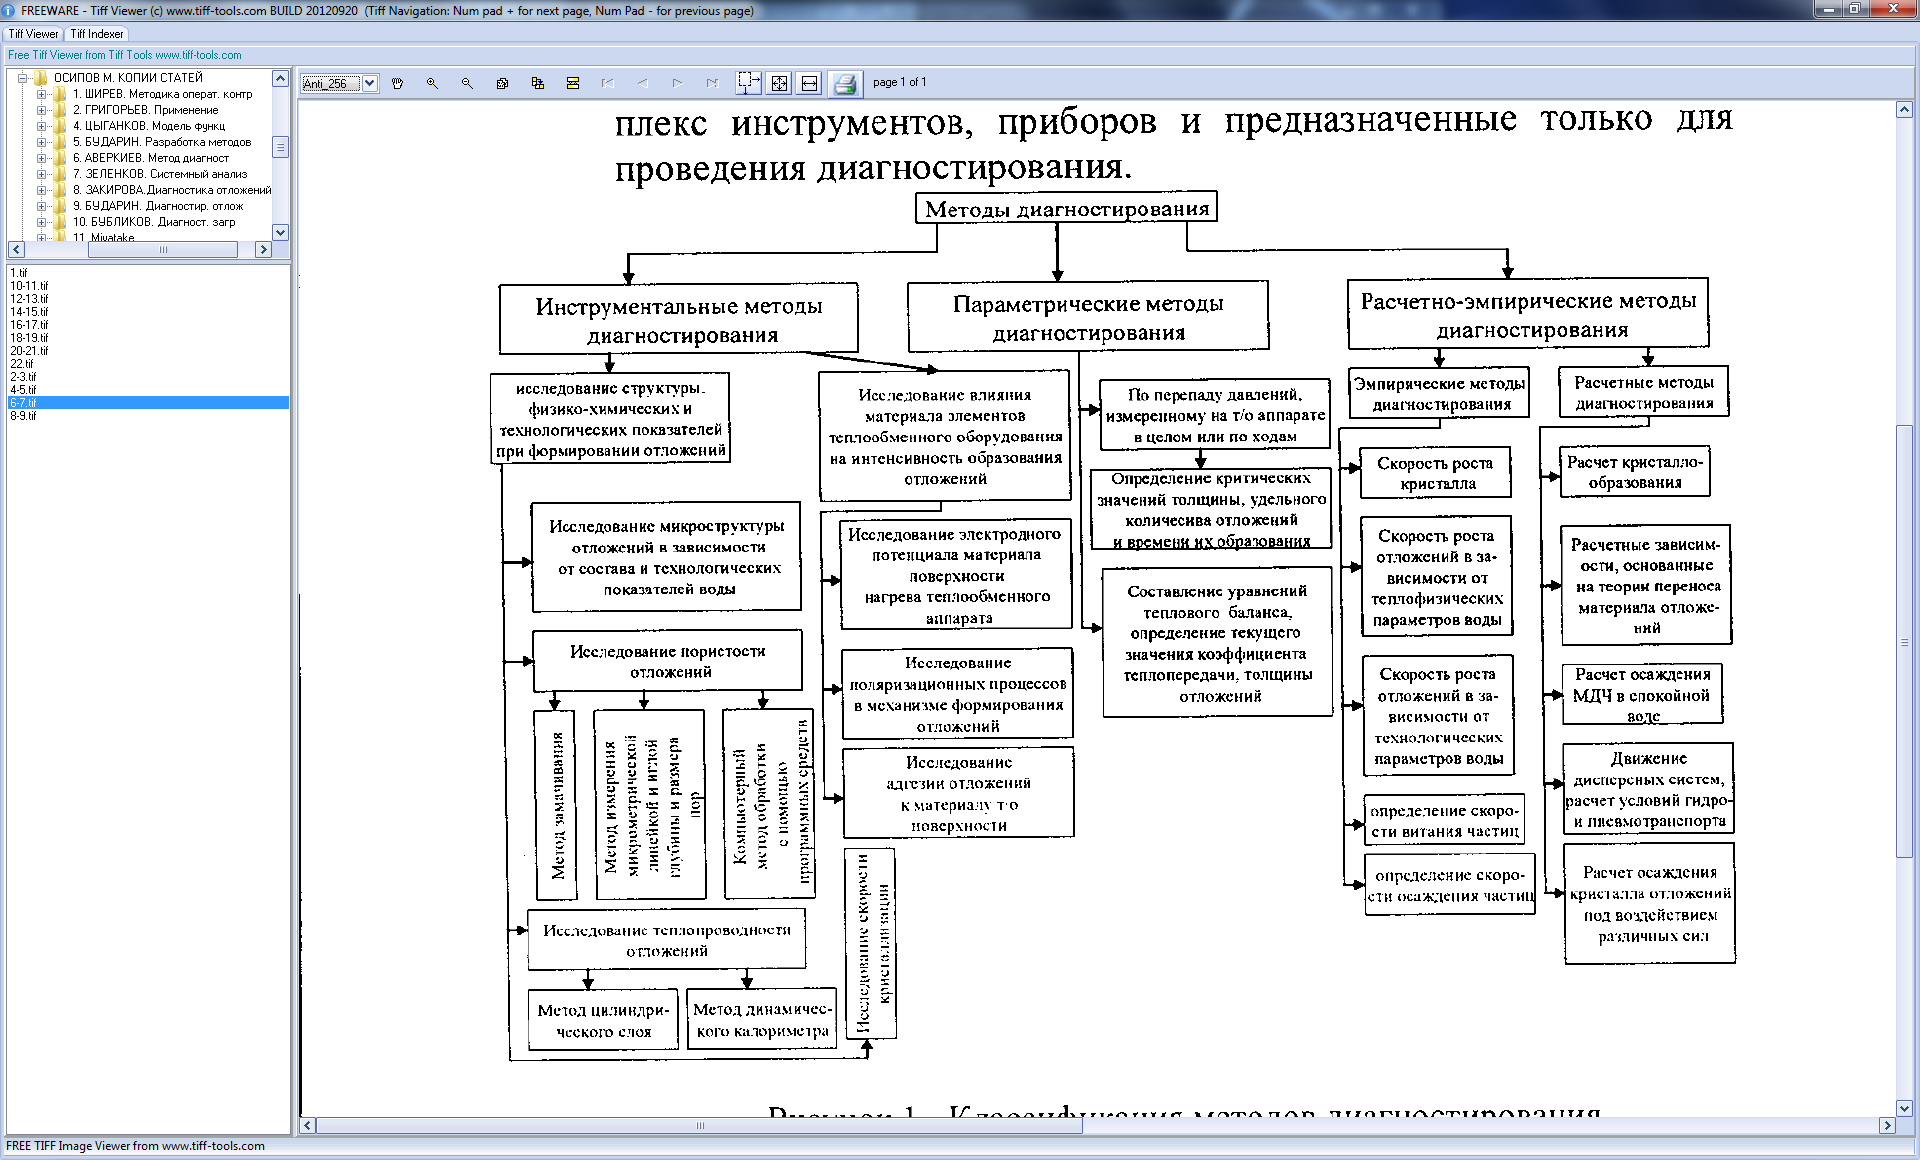 FREEWARE - Tiff Viewer (c) www.tiff-tools.com BUILD 20120920 (Tiff Navigation: Num pad + for next page, Num Pad - for previous page)
Tiff Viewer
Tiff Indexer
Free Tiff Viewer from Tiff Tools www.tiff-tools.com
ОСИПОВ М. КОПИИ СТАТЕЙ
1. ШИРЕВ. Методика операт. контр
2. ГРИГОРЬЕВ. Применение
4. ЦЫГАНКОВ. Модель функц
5. БУДАРИН. Разработка методов
6. АВЕРКИЕВ. Метод диагност
7. ЗЕЛЕНКОВ. Системный анализ
8. ЗАКИРОВА.Диагностика отложений
9. БУДАРИН. Диагностир. отлож
10. БУБЛИКОВ. Диагност. загр
11. Miyatake
1.tif
10-11.tif
12-13.tif
14-15.tif
16-17.tif
18-19.tif
20-21.tif
22.tif
2-3.tif
4-5.tif
6-7.tif
8-9.tif
Anti_256
page 1 of 1
плекс инструментов, приборов и предназначенные только для
проведения диагностирования.
Методы диагностирования
Инструментальные методы
диагностирования
Параметрические методы
диагностирования
Расчетно-эмпирические методы
диагностирования
исследование структуры,
физико-химических и
технологических показателей
при формировании отложений
Исследование влияния
материала элементов
теплообменного оборудования
на интенсивность образования
отложений
По перепаду давлений,
измеренному на т/о аппарате
в целом или по ходам
Эмпирические методы
диагностирования
Расчетные методы
диагностирования
Исследование микроструктуры
отложений в зависимости
от состава и технологических
показателей воды
Исследование электродного
потенциала материала
поверхности
нагрева теплообменного
аппарата
Определение критических
значений толщины, удельного
количесива отложений
и времени их образования
Скорость роста
кристалла
Расчет кристалло-
образования
Исследование пористости
отложений
Исследование
поляризационных процессов
в механизме формирования
отложений
Составление уравнений
теплового баланса,
определение текущего
значения коэффициента
теплопередачи, толщины
отложений
Скорость роста
отложений в за-
висимости от
теплофизических
параметров воды
Расчетные зависим-
ости, основанные
на теории переноса
материала отложе-
ний
Метод замачивания
Метод измерения
микрометрической
линейкой и иглой
глубины и размера
пор
Компьютерный
метод обработки
с помощью
программных средств
Исследование
адгезии отложений
к материалу т/о
поверхности
Скорость роста
отложений в за-
висимости от
технологических
параметров воды
Расчет осаждения
МДЧ в спокойной
воде
Движение
дисперсных систем,
расчет условий гидро-
и пневмотранспорта
определение скоро-
сти витания частиц
определение скоро-
сти осаждения частиц
Расчет осаждения
кристалла отложений
под воздействием
различных сил
Исследование теплопроводности
отложений
Исследование скорости
кристаллизации
Метод цилиндри-
ческого слоя
Метод динамичес-
кого калориметра
Рисунок 1 - Классификация методов диагностирования
FREE TIFF Image Viewer from www.tiff-tools.com